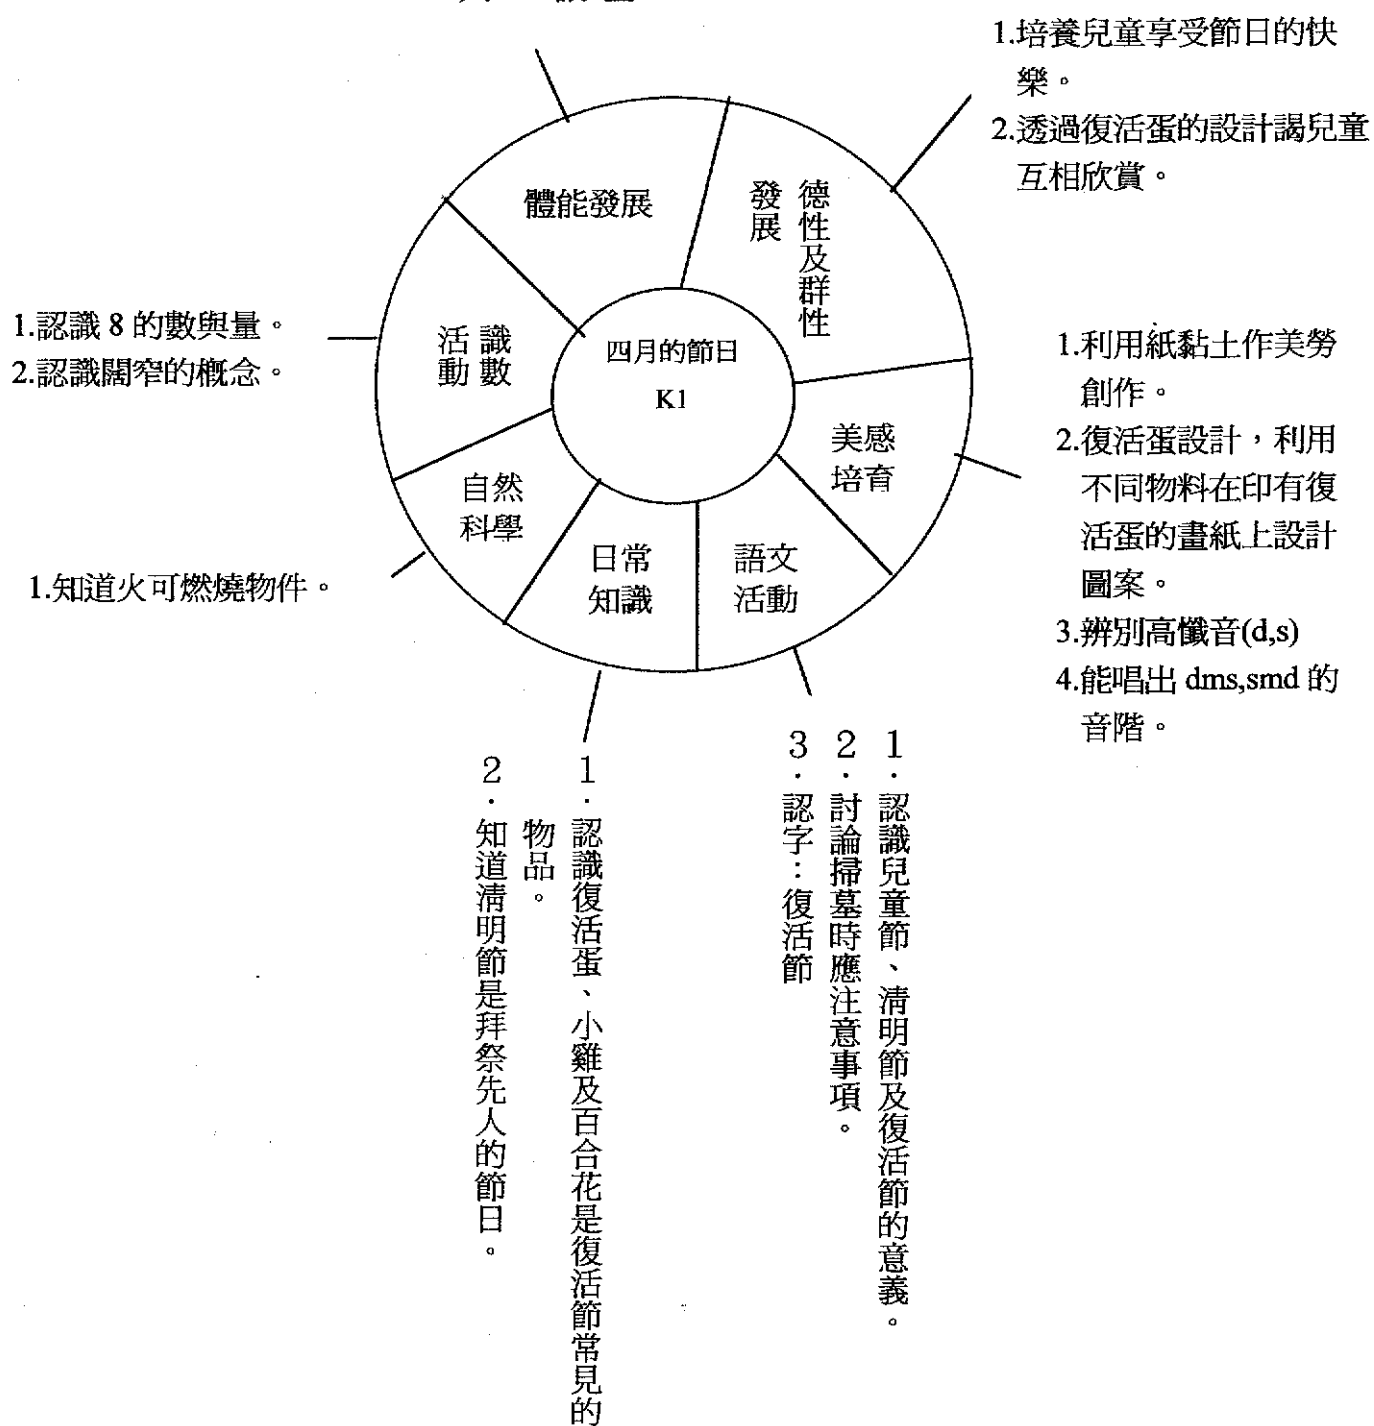 1.培養兒童享受節日的快
樂。
2.透過復活蛋的設計謁兒童
互相欣賞。
體能發展
德性及群性
發展
1.認識 8 的數與量。
2.認識闊窄的概念。
識數
活動
四月的節日
K1
美感
培育
1.利用紙黏土作美勞
創作。
2.復活蛋設計，利用
不同物料在印有復
活蛋的畫紙上設計
圖案。
3.辨別高懺音(d,s)
4.能唱出 dms,smd 的
音階。
自然
科學
1.知道火可燃燒物件。
日常
知識
語文
活動
1．認識兒童節、清明節及復活節的意義。
2．討論掃墓時應注意事項。
3．認字：復活節
1．認識復活蛋、小雞及百合花是復活節常見的
物品。
2．知道清明節是拜祭先人的節日。